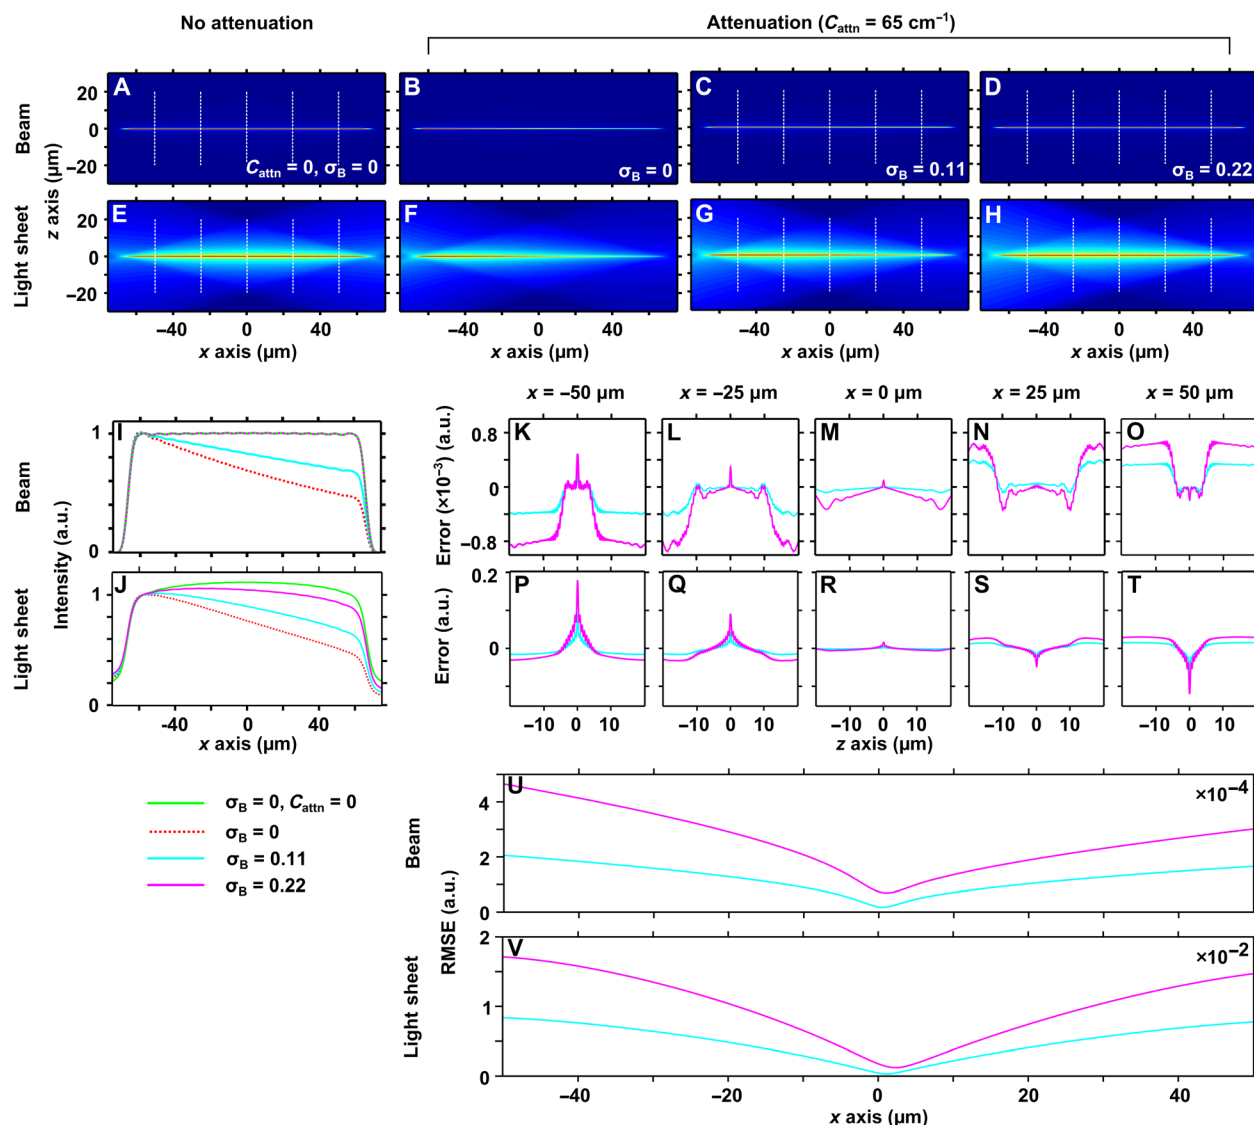 No attenuation
Attenuation (Cattn = 65 cm⁻¹)
Beam
Light sheet
z axis (µm)
A
B
C
D
20
0
−20
Cattn = 0, σB = 0
σB = 0
σB = 0.11
σB = 0.22
E
F
G
H
20
0
−20
−40 0 40
−40 0 40
−40 0 40
−40 0 40
x axis (µm)
x axis (µm)
x axis (µm)
x axis (µm)
x = −50 µm
x = −25 µm
x = 0 µm
x = 25 µm
x = 50 µm
Beam
Light sheet
Intensity (a.u.)
I
1
0
J
1
0
−40 0 40
x axis (µm)
Error (×10⁻³) (a.u.)
0.8
0
−0.8
K
L
M
N
O
Error (a.u.)
0.2
0
P
Q
R
S
T
−10 0 10
−10 0 10
−10 0 10
−10 0 10
−10 0 10
z axis (µm)
σB = 0, Cattn = 0
σB = 0
σB = 0.11
σB = 0.22
Beam
Light sheet
RMSE (a.u.)
U
×10⁻⁴
4
2
0
V
×10⁻²
2
1
0
−40 −20 0 20 40
x axis (µm)